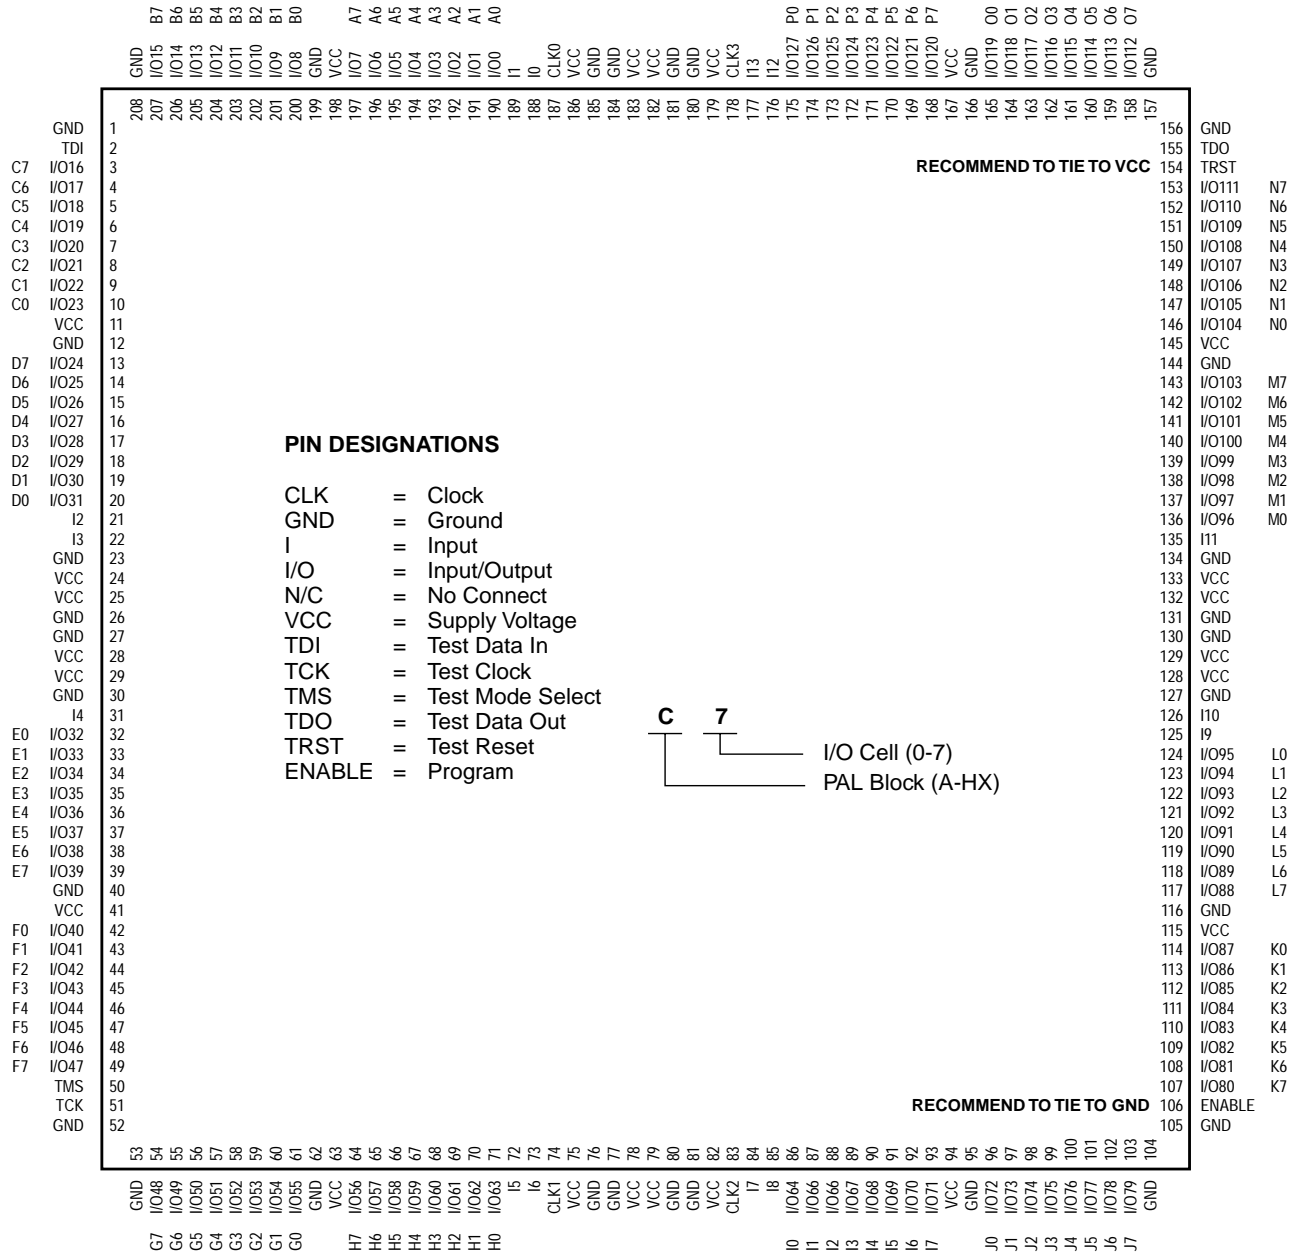 B7 B6 B5 B4 B3 B2 B1 B0 A7 A6 A5 A4 A3 A2 A1 A0 P0 P1 P2 P3 P4 P5 P6 P7 O0 O1 O2 O3 O4 O5 O6 O7
GND I/O15 I/O14 I/O13 I/O12 I/O11 I/O10 I/O9 I/O8 GND VCC I/O7 I/O6 I/O5 I/O4 I/O3 I/O2 I/O1 I/O0 I1 I0 CLK0 VCC GND GND VCC VCC GND GND VCC CLK3 I13 I12 I/O127 I/O126 I/O125 I/O124 I/O123 I/O122 I/O121 I/O120 VCC GND I/O119 I/O118 I/O117 I/O116 I/O115 I/O114 I/O113 I/O112 GND
208 207 206 205 204 203 202 201 200 199 198 197 196 195 194 193 192 191 190 189 188 187 186 185 184 183 182 181 180 179 178 177 176 175 174 173 172 171 170 169 168 167 166 165 164 163 162 161 160 159 158 157
GND 1 156 GND
TDI 2 155 TDO
C7 I/O16 3 RECOMMEND TO TIE TO VCC 154 TRST
C6 I/O17 4 153 I/O111 N7
C5 I/O18 5 152 I/O110 N6
C4 I/O19 6 151 I/O109 N5
C3 I/O20 7 150 I/O108 N4
C2 I/O21 8 149 I/O107 N3
C1 I/O22 9 148 I/O106 N2
C0 I/O23 10 147 I/O105 N1
VCC 11 146 I/O104 N0
GND 12 145 VCC
D7 I/O24 13 144 GND
D6 I/O25 14 143 I/O103 M7
D5 I/O26 15 142 I/O102 M6
D4 I/O27 16 141 I/O101 M5
D3 I/O28 17 140 I/O100 M4
D2 I/O29 18 139 I/O99 M3
D1 I/O30 19 138 I/O98 M2
D0 I/O31 20 137 I/O97 M1
I2 21 136 I/O96 M0
I3 22 135 I11
GND 23 134 GND
VCC 24 133 VCC
VCC 25 132 VCC
GND 26 131 GND
GND 27 130 GND
VCC 28 129 VCC
VCC 29 128 VCC
GND 30 127 GND
I4 31 126 I10
E0 I/O32 32 125 I9
E1 I/O33 33 124 I/O95 L0
E2 I/O34 34 123 I/O94 L1
E3 I/O35 35 122 I/O93 L2
E4 I/O36 36 121 I/O92 L3
E5 I/O37 37 120 I/O91 L4
E6 I/O38 38 119 I/O90 L5
E7 I/O39 39 118 I/O89 L6
GND 40 117 I/O88 L7
VCC 41 116 GND
F0 I/O40 42 115 VCC
F1 I/O41 43 114 I/O87 K0
F2 I/O42 44 113 I/O86 K1
F3 I/O43 45 112 I/O85 K2
F4 I/O44 46 111 I/O84 K3
F5 I/O45 47 110 I/O83 K4
F6 I/O46 48 109 I/O82 K5
F7 I/O47 49 108 I/O81 K6
TMS 50 107 I/O80 K7
TCK 51 RECOMMEND TO TIE TO GND 106 ENABLE
GND 52 105 GND
PIN DESIGNATIONS
CLK = Clock
GND = Ground
I = Input
I/O = Input/Output
N/C = No Connect
VCC = Supply Voltage
TDI = Test Data In
TCK = Test Clock
TMS = Test Mode Select
TDO = Test Data Out
TRST = Test Reset
ENABLE = Program
C 7
I/O Cell (0-7)
PAL Block (A-HX)
53 54 55 56 57 58 59 60 61 62 63 64 65 66 67 68 69 70 71 72 73 74 75 76 77 78 79 80 81 82 83 84 85 86 87 88 89 90 91 92 93 94 95 96 97 98 99 100 101 102 103 104
GND I/O48 I/O49 I/O50 I/O51 I/O52 I/O53 I/O54 I/O55 GND VCC I/O56 I/O57 I/O58 I/O59 I/O60 I/O61 I/O62 I/O63 I5 I6 CLK1 VCC GND GND VCC VCC GND GND VCC CLK2 I7 I8 I/O64 I/O66 I/O66 I/O67 I/O68 I/O69 I/O70 I/O71 VCC GND I/O72 I/O73 I/O74 I/O75 I/O76 I/O77 I/O78 I/O79 GND
G7 G6 G5 G4 G3 G2 G1 G0 H7 H6 H5 H4 H3 H2 H1 H0 I0 I1 I2 I3 I4 I5 I6 I7 J0 J1 J2 J3 J4 J5 J6 J7